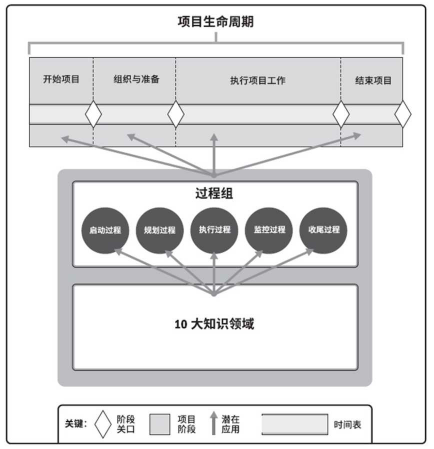 项目生命周期
开始项目
组织与准备
执行项目工作
结束项目
过程组
启动过程
规划过程
执行过程
监控过程
收尾过程
10 大知识领域
关键：
阶段
关口
项目
阶段
潜在
应用
时间表